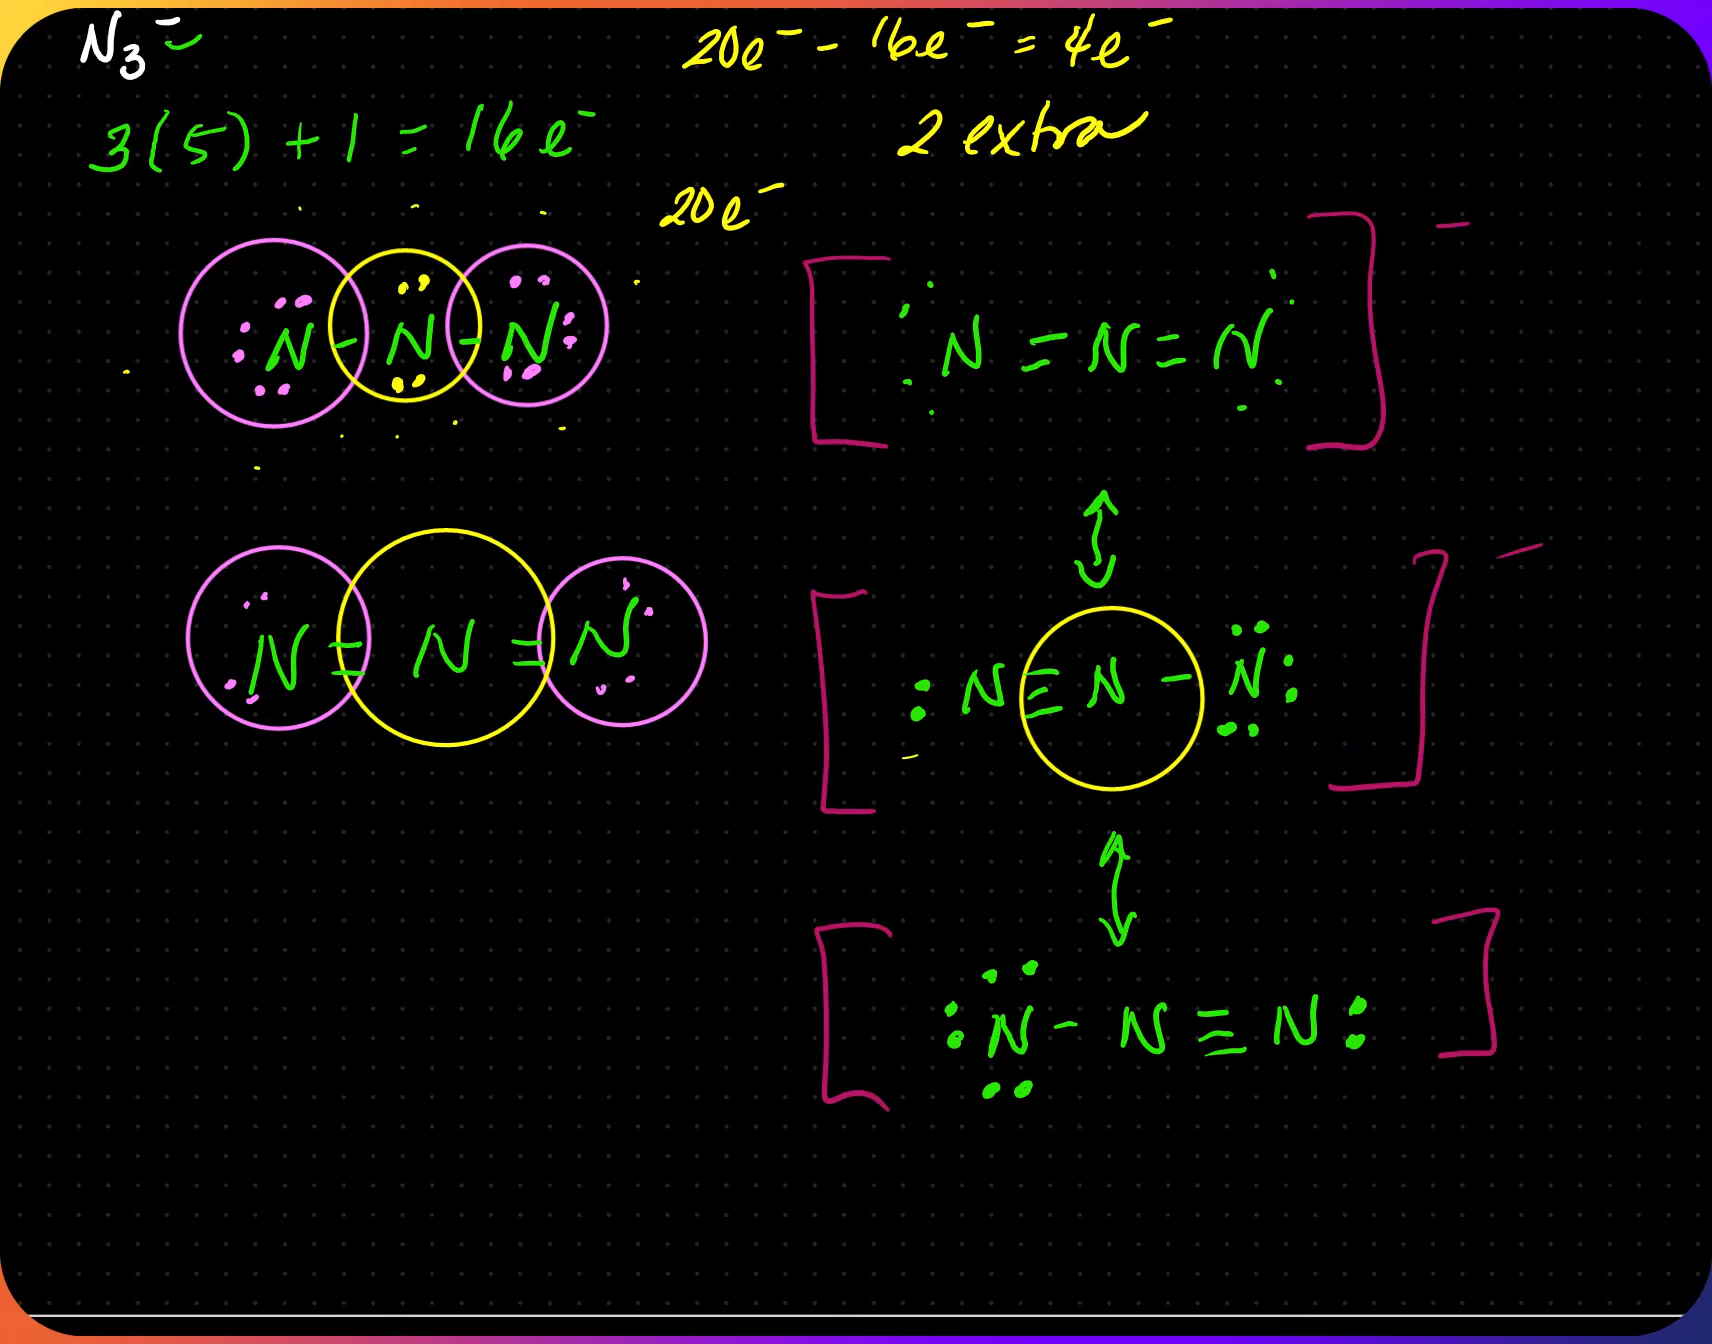 N₃⁻
20e⁻ - 16e⁻ = 4e⁻
3(5) + 1 = 16e⁻
2 extra
20e⁻
N - N - N
[N = N = N]⁻
N = N = N
[:N ≡ N - N:]⁻
[:N - N ≡ N:]